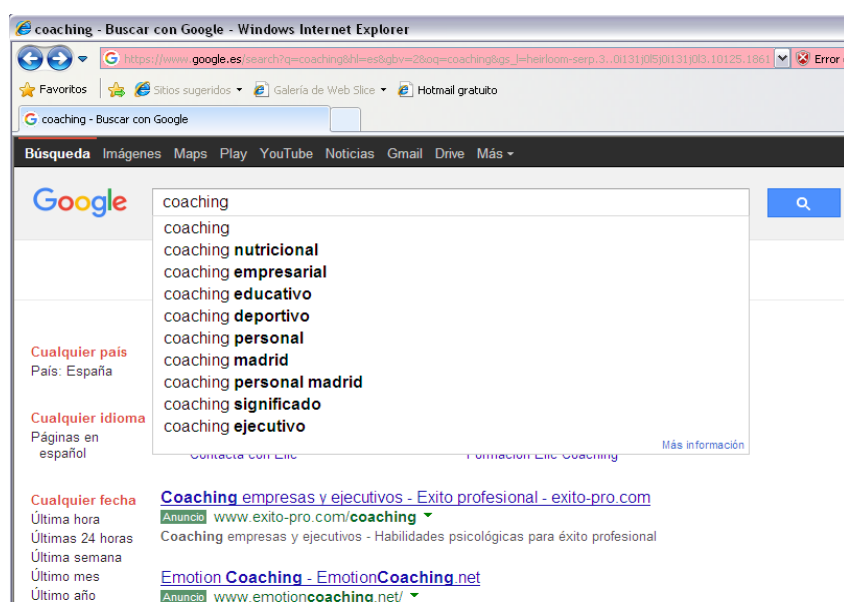 coaching - Buscar con Google - Windows Internet Explorer
https://www.google.es/search?q=coaching&hl=es&gbv=2&oq=coaching&gs_l=heirloom-serp.3..0i131j0l5j0i131j0l3.10125.1861 Error
Favoritos Sitios sugeridos Galería de Web Slice Hotmail gratuito
coaching - Buscar con Google
Búsqueda Imágenes Maps Play YouTube Noticias Gmail Drive Más
Google coaching
coaching
coaching nutricional
coaching empresarial
coaching educativo
coaching deportivo
coaching personal
coaching madrid
coaching personal madrid
coaching significado
coaching ejecutivo
Más información
Cualquier país
País: España
Cualquier idioma
Páginas en
español
Contacta con Elic Formación Elic Coaching
Cualquier fecha
Última hora
Últimas 24 horas
Última semana
Último mes
Último año
Coaching empresas y ejecutivos - Exito profesional - exito-pro.com
Anuncio www.exito-pro.com/coaching
Coaching empresas y ejecutivos - Habilidades psicológicas para éxito profesional
Emotion Coaching - EmotionCoaching.net
Anuncio www.emotioncoaching.net/